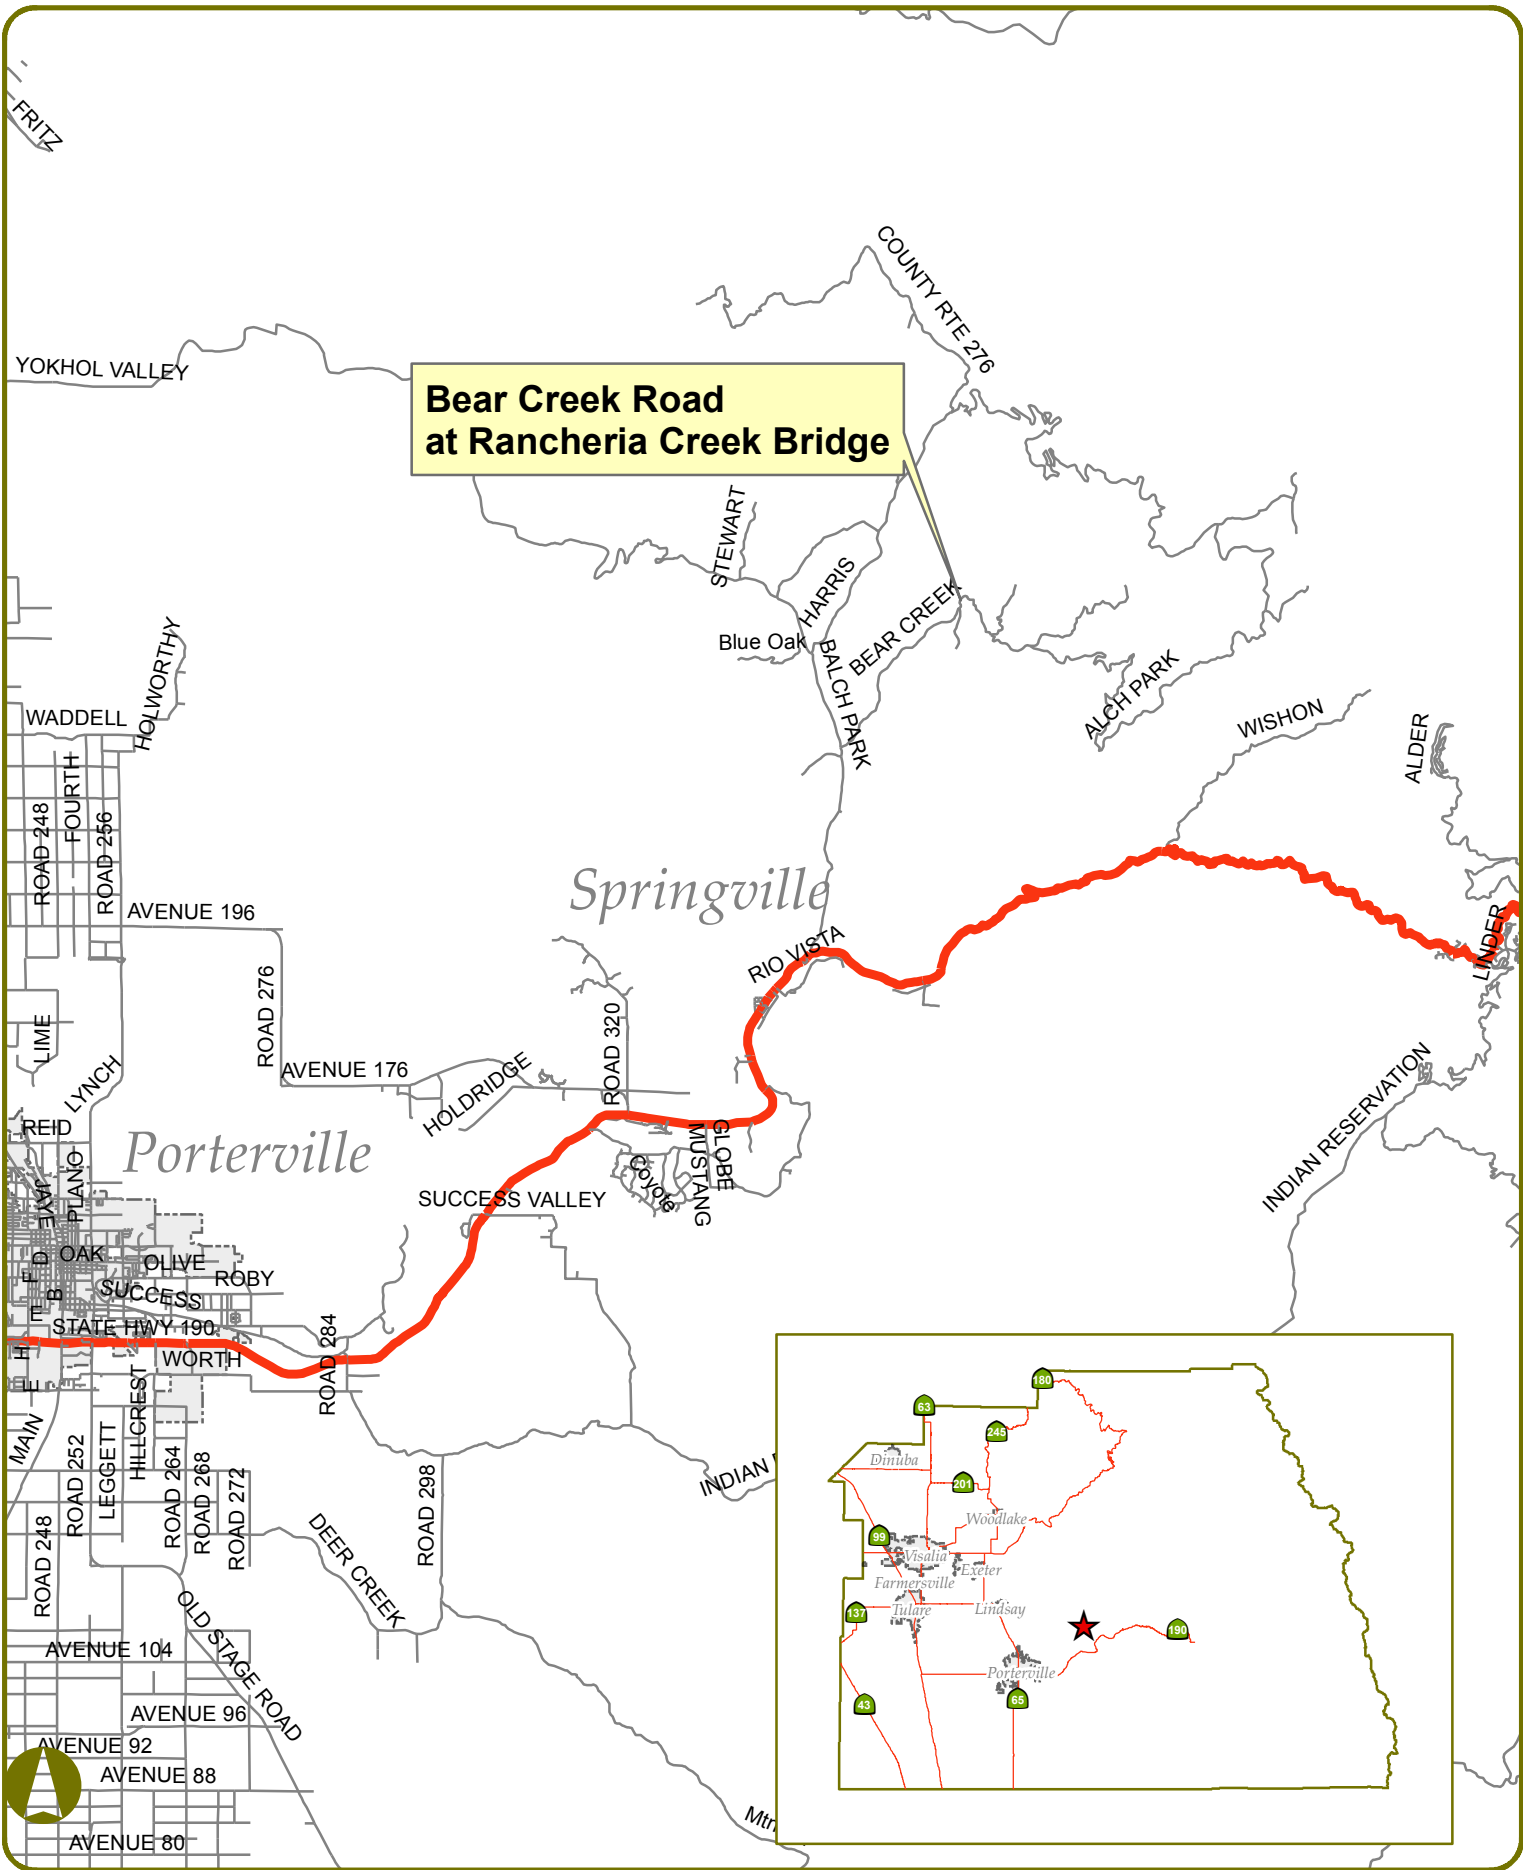 FRITZ
COUNTY RTE 276
YOKHOL VALLEY
Bear Creek Road
at Rancheria Creek Bridge
STEWART
HARRIS
BEAR CREEK
Blue Oak
BALCH PARK
ALCH PARK
HOLWORTHY
WADDELL
WISHON
ALDER
FOURTH
ROAD 248
ROAD 256
Springville
AVENUE 196
RIO VISTA
LINDER
ROAD 276
ROAD 320
LIME
AVENUE 176
HOLDRIDGE
LYNCH
INDIAN RESERVATION
REID
Porterville
GLOBE
MUSTANG
Coyote
PLANO
JAYE
SUCCESS VALLEY
OAK
D
OLIVE
F
ROBY
B
SUCCESS
E
STATE HWY 190
ROAD 284
H
WORTH
E
HILLCREST
MAIN
ROAD 252
LEGGETT
ROAD 264
ROAD 268
ROAD 272
ROAD 298
INDIAN
ROAD 248
DEER CREEK
OLD STAGE ROAD
AVENUE 104
AVENUE 96
AVENUE 92
AVENUE 88
AVENUE 80
Mtn
180
63
245
Dinuba
201
Woodlake
99
Visalia
Exeter
Farmersville
137
Tulare
Lindsay
190
Porterville
65
43